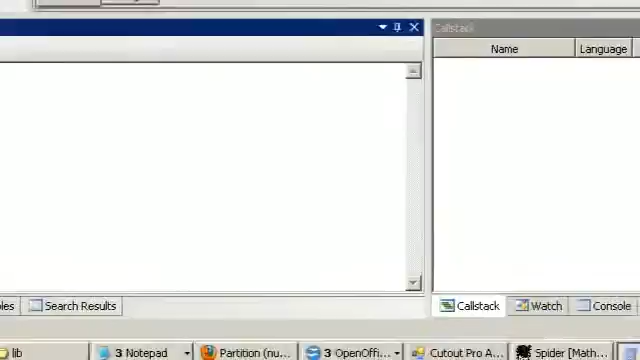 Callstack
Name Language
les Search Results Callstack Watch Console
lib 3 Notepad Partition (nu... 3 OpenOffi... Cutout Pro A... Spider [Math...